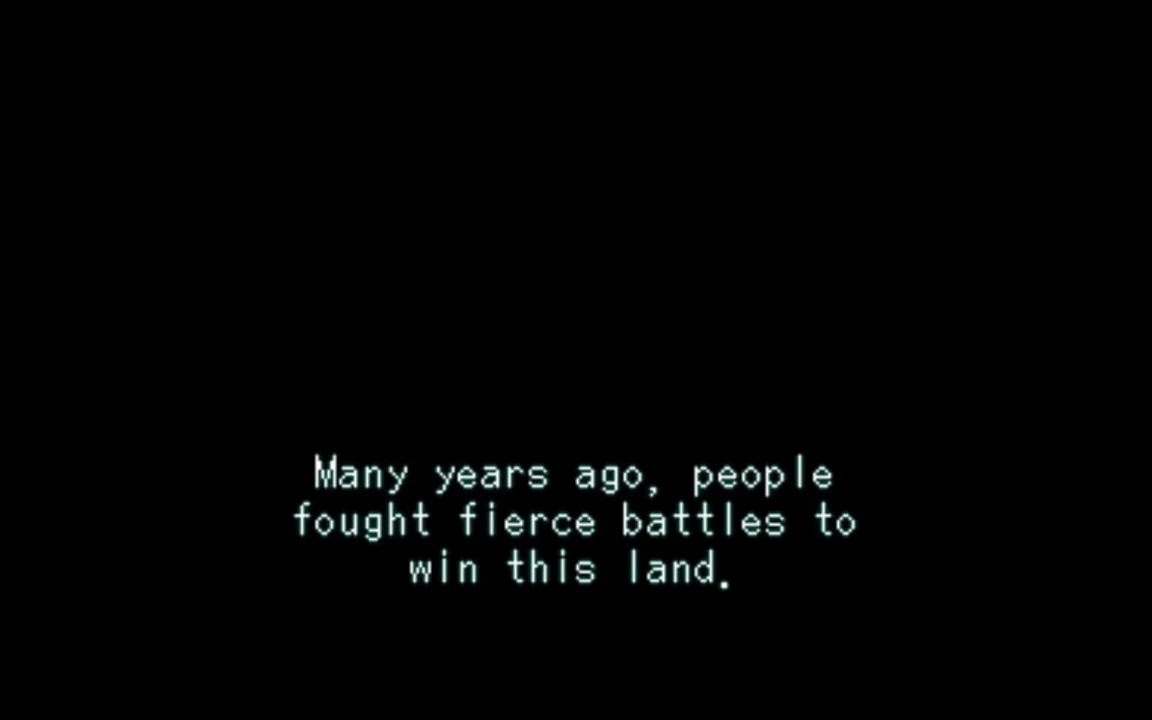 Many years ago, people
fought fierce battles to
win this land.